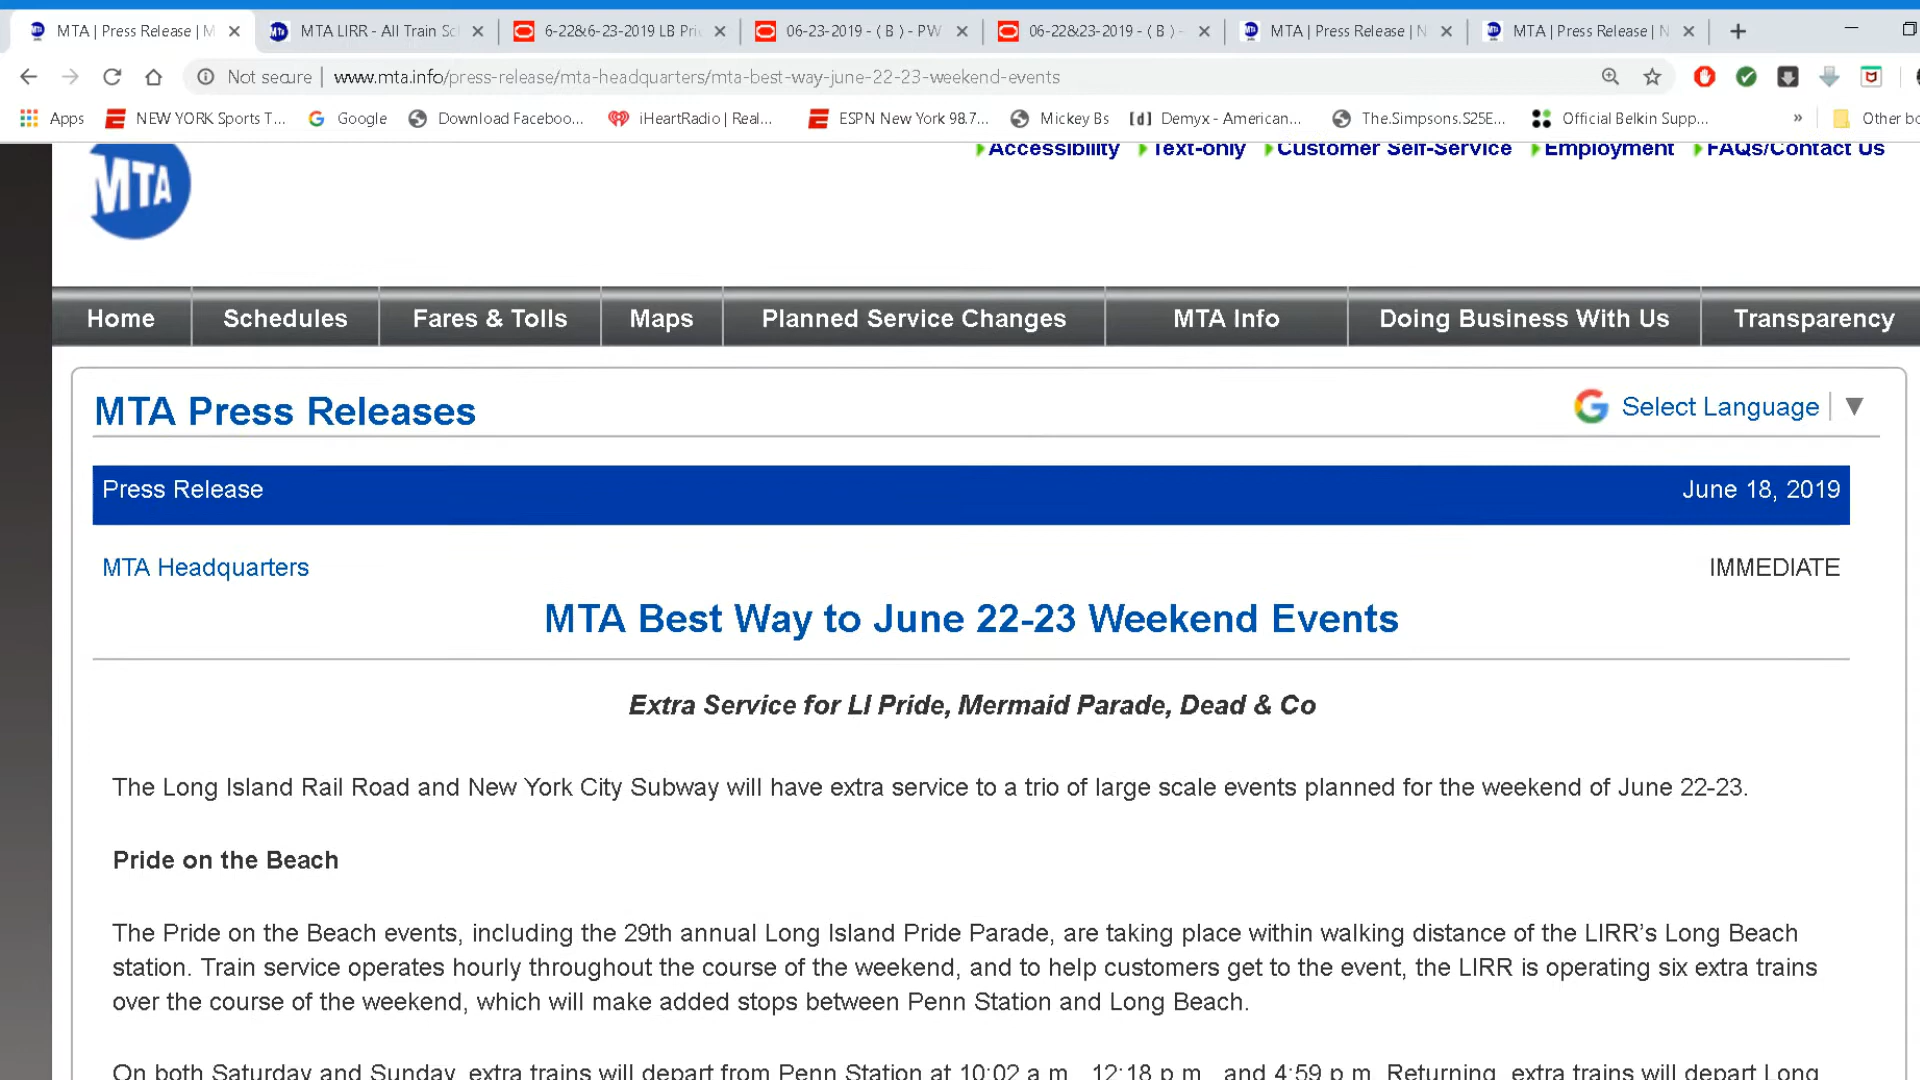 MTA | Press Release | M
MTA LIRR - All Train Sc
6-22&6-23-2019 LB Pri
06-23-2019 - ( B ) - PW
06-22&23-2019 - ( B ) -
MTA | Press Release | N
MTA | Press Release | N
Not secure | www.mta.info/press-release/mta-headquarters/mta-best-way-june-22-23-weekend-events
Apps
NEW YORK Sports T...
Google
Download Faceboo...
iHeartRadio | Real...
ESPN New York 98.7...
Mickey Bs
[d] Demyx - American...
The.Simpsons.S25E...
Official Belkin Supp...
»
Other bo
Accessibility Text-only Customer Self-Service Employment FAQs/Contact Us
MTA
Home Schedules Fares & Tolls Maps Planned Service Changes MTA Info Doing Business With Us Transparency
MTA Press Releases
Select Language
Press Release June 18, 2019
MTA Headquarters IMMEDIATE
MTA Best Way to June 22-23 Weekend Events
Extra Service for LI Pride, Mermaid Parade, Dead & Co
The Long Island Rail Road and New York City Subway will have extra service to a trio of large scale events planned for the weekend of June 22-23.
Pride on the Beach
The Pride on the Beach events, including the 29th annual Long Island Pride Parade, are taking place within walking distance of the LIRR's Long Beach
station. Train service operates hourly throughout the course of the weekend, and to help customers get to the event, the LIRR is operating six extra trains
over the course of the weekend, which will make added stops between Penn Station and Long Beach.
On both Saturday and Sunday, extra trains will depart from Penn Station at 10:02 a.m., 12:18 p.m., and 4:59 p.m. Returning, extra trains will depart Long